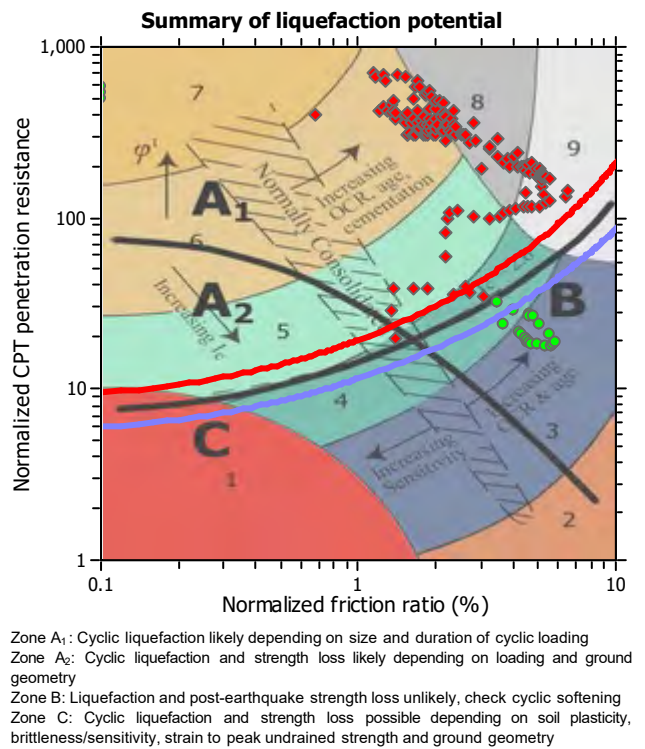 Summary of liquefaction potential
1,000
7
8
9
φ'
Increasing
OCR, age,
cementation
Normally Consolidated
A1
100
6
A2
Increasing Ic
B
5
10
4
Increasing
OCR & age
3
C
Increasing
Sensitivity
1
2
1
0.1
1
10
Normalized CPT penetration resistance
Normalized friction ratio (%)
Zone A1: Cyclic liquefaction likely depending on size and duration of cyclic loading
Zone A2: Cyclic liquefaction and strength loss likely depending on loading and ground
geometry
Zone B: Liquefaction and post-earthquake strength loss unlikely, check cyclic softening
Zone C: Cyclic liquefaction and strength loss possible depending on soil plasticity,
brittleness/sensitivity, strain to peak undrained strength and ground geometry